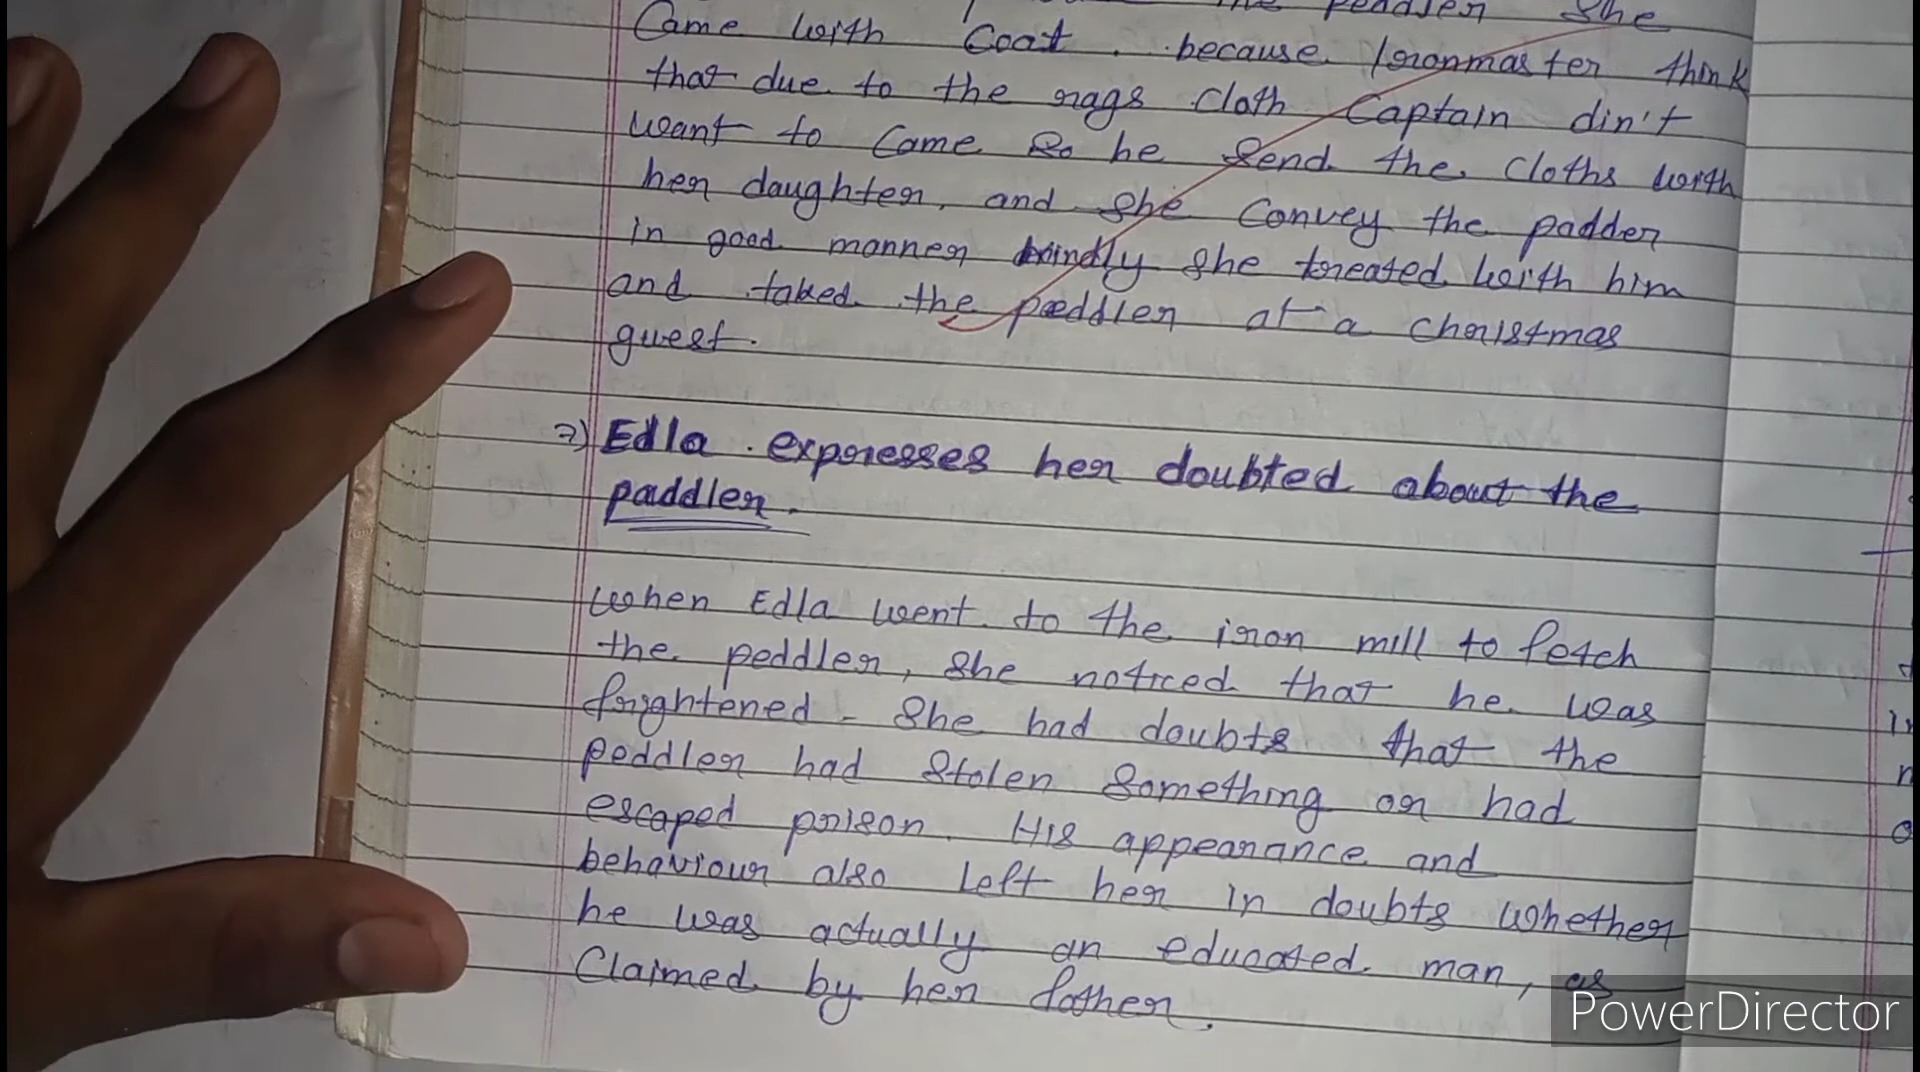 the peddler she
Came with Coat. because Ironmaster think
that due to the rags cloth Captain din't
want to Came So he Send the Cloths with
her daughter, and she Convey the padder
in good manner kindly she treated with him
and taked the peddler at a christmas
guest.
7) Edla expresses her doubted about the
paddler.
When Edla went to the iron mill to fetch
the peddler, she noticed that he was
frightened - She had doubts that the
peddler had Stolen Something or had
escaped prison. His appearance and
behaviour also left her in doubts whether
he was actually an educated man, as
Claimed by her father.
PowerDirector